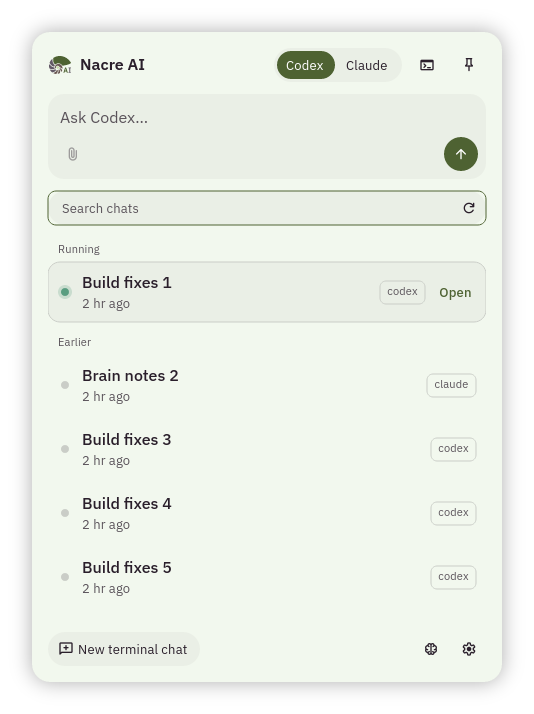 AI
Nacre AI
Codex
Claude
Ask Codex...
Search chats
Running
Build fixes 1
2 hr ago
codex
Open
Earlier
Brain notes 2
2 hr ago
claude
Build fixes 3
2 hr ago
codex
Build fixes 4
2 hr ago
codex
Build fixes 5
2 hr ago
codex
New terminal chat